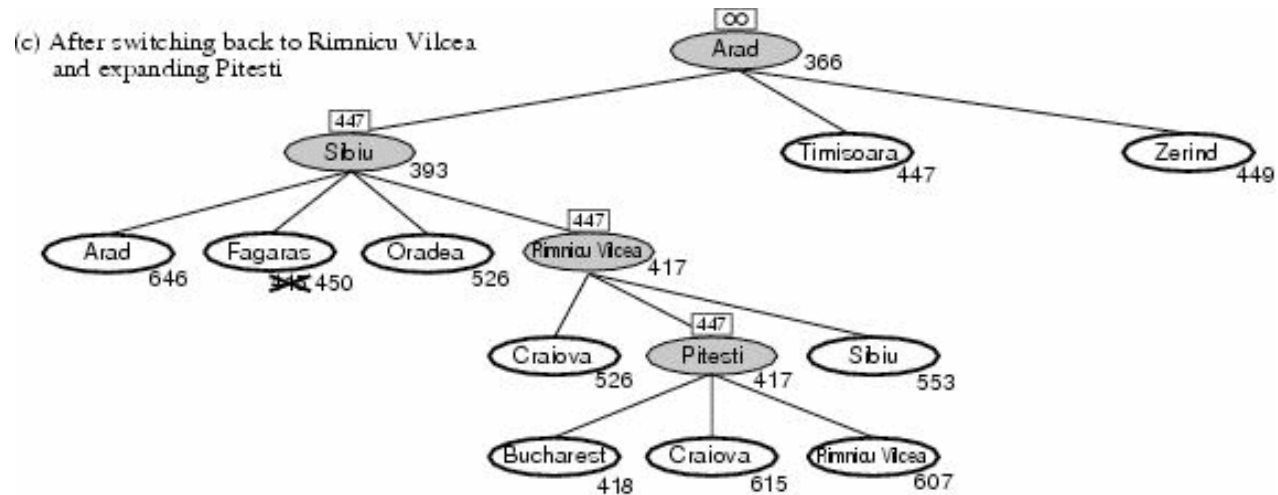 ∞
(c) After switching back to Rimnicu Vilcea
and expanding Pitesti
Arad
366
447
Sibiu
393
Timisoara
447
Zerind
449
447
Arad
646
Fagaras
450
Oradea
526
Rimnicu Vilcea
417
447
Craiova
526
Pitesti
417
Sibiu
553
Bucharest
418
Craiova
615
Rimnicu Vilcea
607